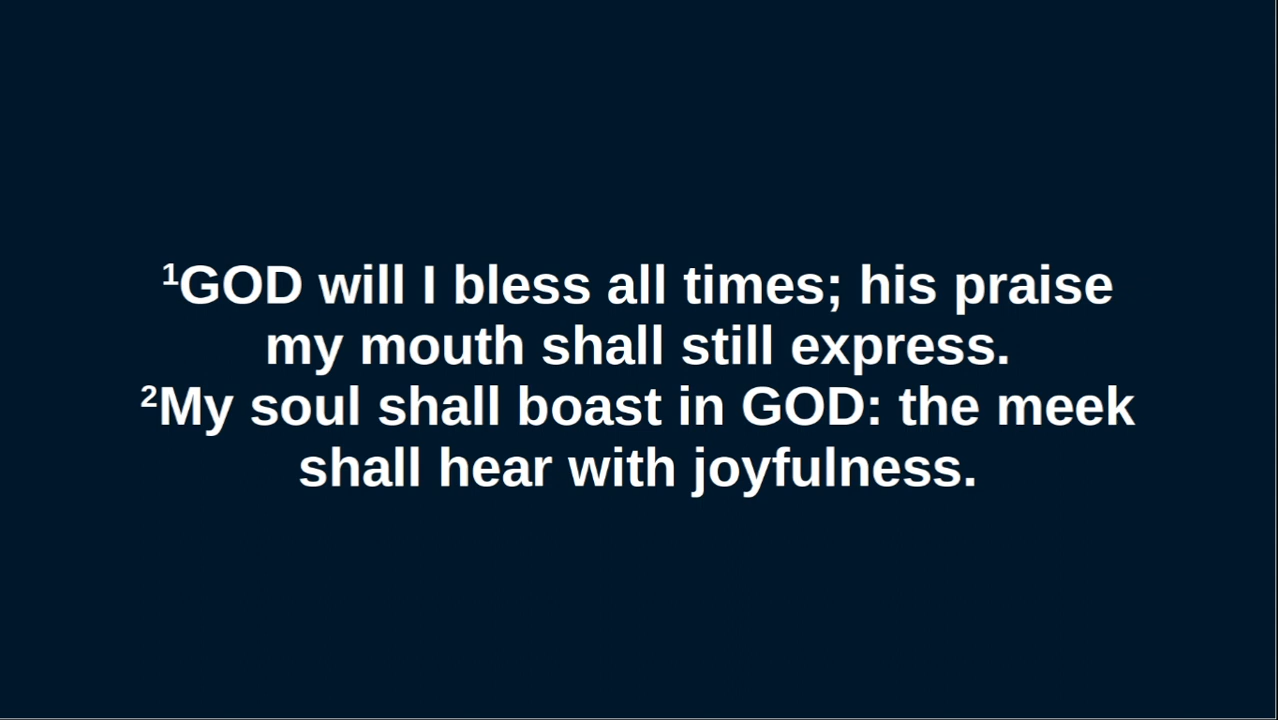 ¹GOD will I bless all times; his praise
my mouth shall still express.
²My soul shall boast in GOD: the meek
shall hear with joyfulness.